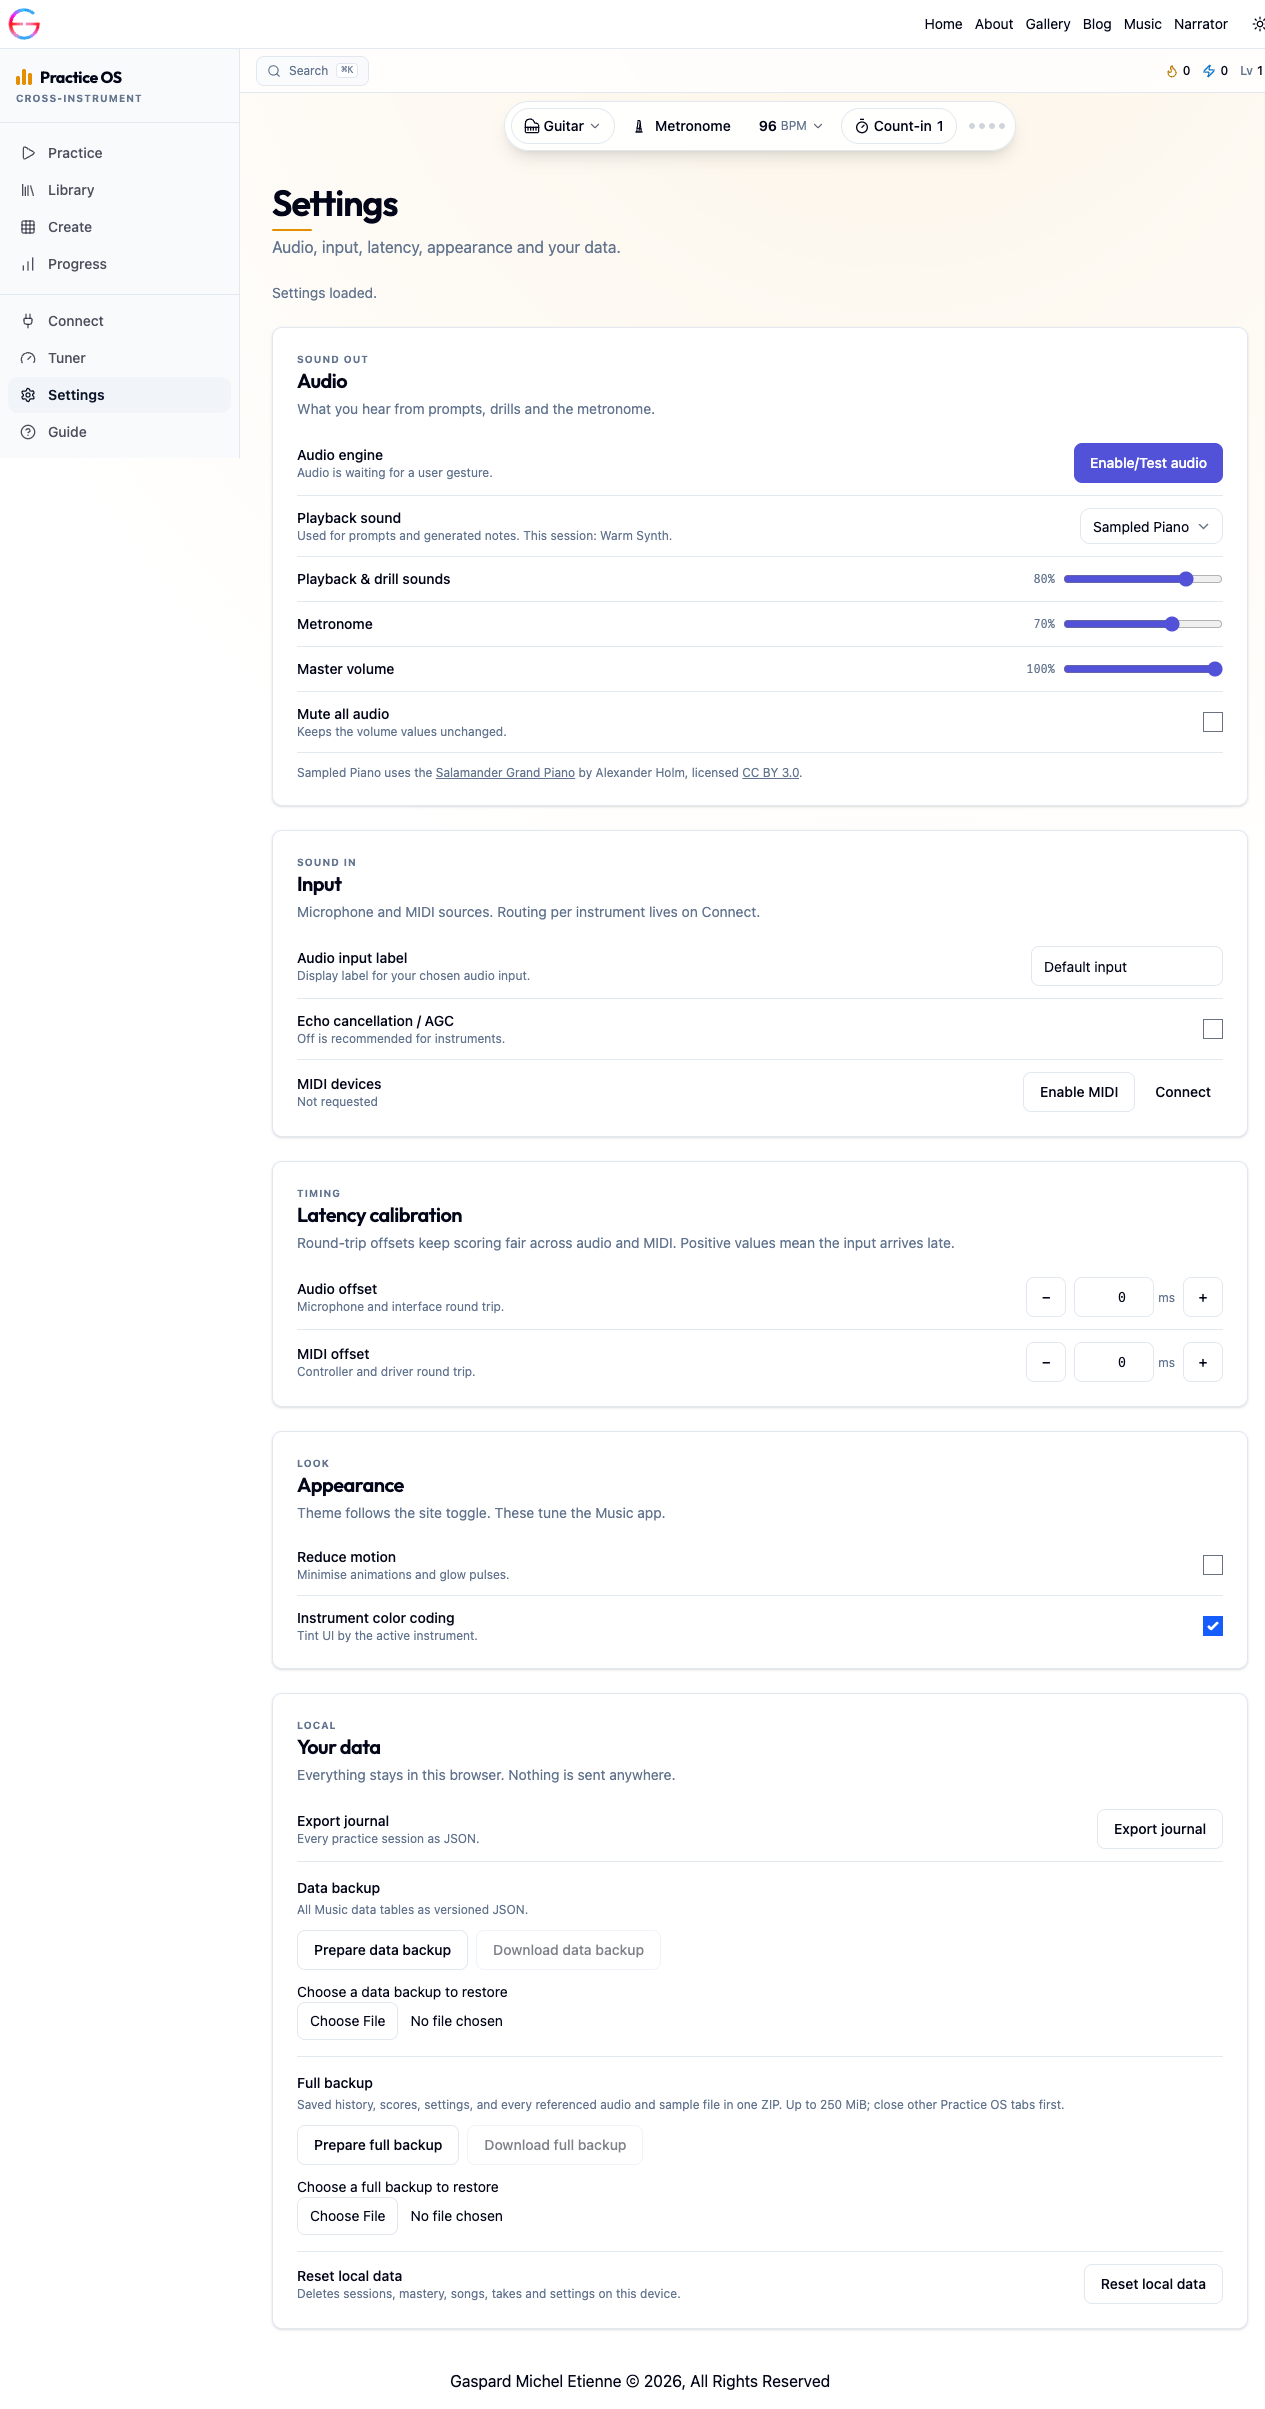 Home About Gallery Blog Music Narrator
Practice OS
CROSS-INSTRUMENT
Search ⌘K
0 0 Lv 1
Guitar Metronome 96 BPM Count-in 1
Practice
Library
Create
Progress
Connect
Tuner
Settings
Guide
Settings
Audio, input, latency, appearance and your data.
Settings loaded.
SOUND OUT
Audio
What you hear from prompts, drills and the metronome.
Audio engine
Audio is waiting for a user gesture.
Enable/Test audio
Playback sound
Used for prompts and generated notes. This session: Warm Synth.
Sampled Piano
Playback & drill sounds 80%
Metronome 70%
Master volume 100%
Mute all audio
Keeps the volume values unchanged.
Sampled Piano uses the Salamander Grand Piano by Alexander Holm, licensed CC BY 3.0.
SOUND IN
Input
Microphone and MIDI sources. Routing per instrument lives on Connect.
Audio input label
Display label for your chosen audio input.
Default input
Echo cancellation / AGC
Off is recommended for instruments.
MIDI devices
Not requested
Enable MIDI Connect
TIMING
Latency calibration
Round-trip offsets keep scoring fair across audio and MIDI. Positive values mean the input arrives late.
Audio offset
Microphone and interface round trip.
− 0 ms +
MIDI offset
Controller and driver round trip.
− 0 ms +
LOOK
Appearance
Theme follows the site toggle. These tune the Music app.
Reduce motion
Minimise animations and glow pulses.
Instrument color coding
Tint UI by the active instrument.
LOCAL
Your data
Everything stays in this browser. Nothing is sent anywhere.
Export journal
Every practice session as JSON.
Export journal
Data backup
All Music data tables as versioned JSON.
Prepare data backup Download data backup
Choose a data backup to restore
Choose File No file chosen
Full backup
Saved history, scores, settings, and every referenced audio and sample file in one ZIP. Up to 250 MiB; close other Practice OS tabs first.
Prepare full backup Download full backup
Choose a full backup to restore
Choose File No file chosen
Reset local data
Deletes sessions, mastery, songs, takes and settings on this device.
Reset local data
Gaspard Michel Etienne © 2026, All Rights Reserved